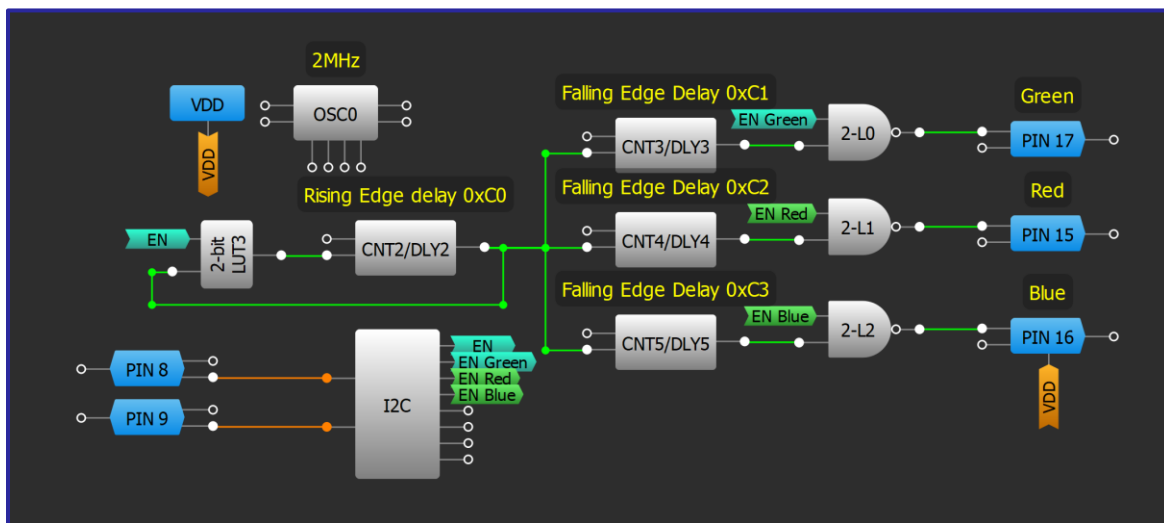 2MHz
VDD
OSC0
VDD
Rising Edge delay 0xC0
EN
2-bit
LUT3
CNT2/DLY2
Falling Edge Delay 0xC1
EN Green
CNT3/DLY3
2-L0
Green
PIN 17
Falling Edge Delay 0xC2
EN Red
CNT4/DLY4
2-L1
Red
PIN 15
Falling Edge Delay 0xC3
EN Blue
CNT5/DLY5
2-L2
Blue
PIN 16
VDD
PIN 8
PIN 9
I2C
EN
EN Green
EN Red
EN Blue